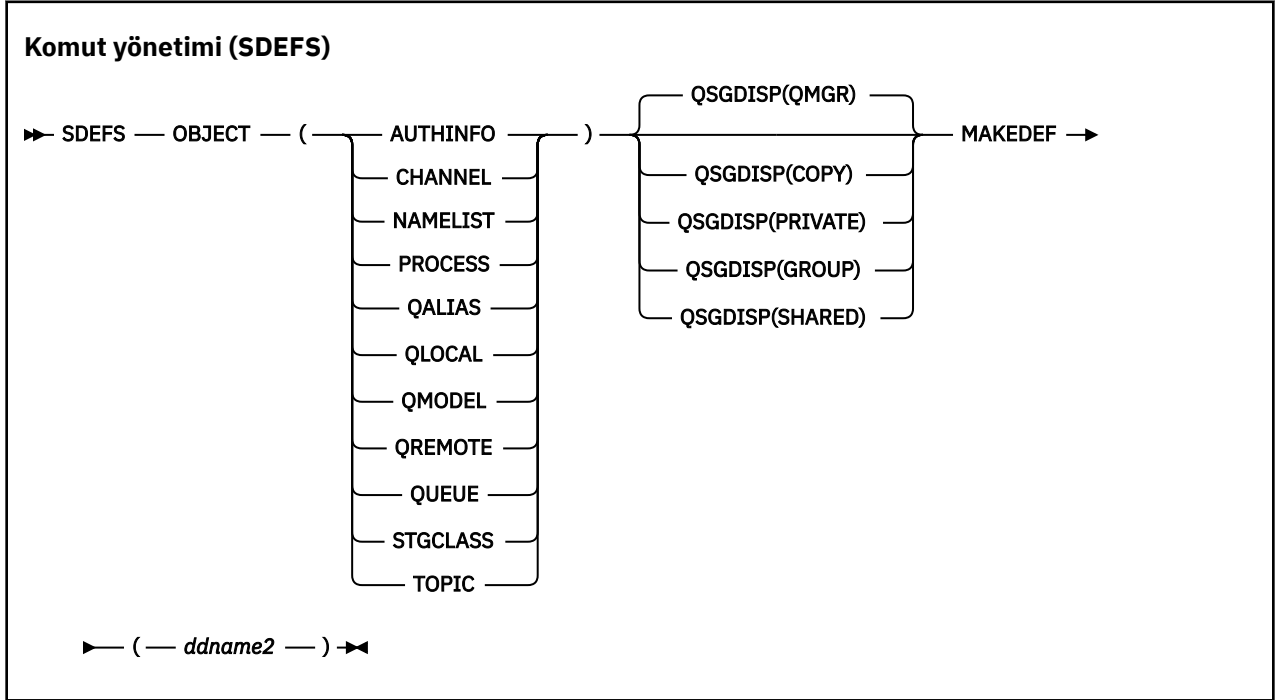 Komut yönetimi (SDEFS)
QSGDISP(QMGR)
SDEFS OBJECT ( AUTHINFO ) MAKEDEF
CHANNEL QSGDISP(COPY)
NAMELIST QSGDISP(PRIVATE)
PROCESS QSGDISP(GROUP)
QALIAS QSGDISP(SHARED)
QLOCAL
QMODEL
QREMOTE
QUEUE
STGCLASS
TOPIC
( ddname2 )